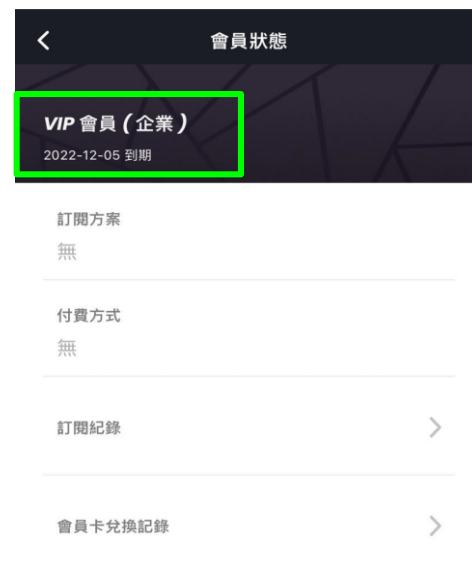 會員狀態
VIP 會員（企業）
2022-12-05 到期
訂閱方案
無
付費方式
無
訂閱紀錄
會員卡兌換記錄